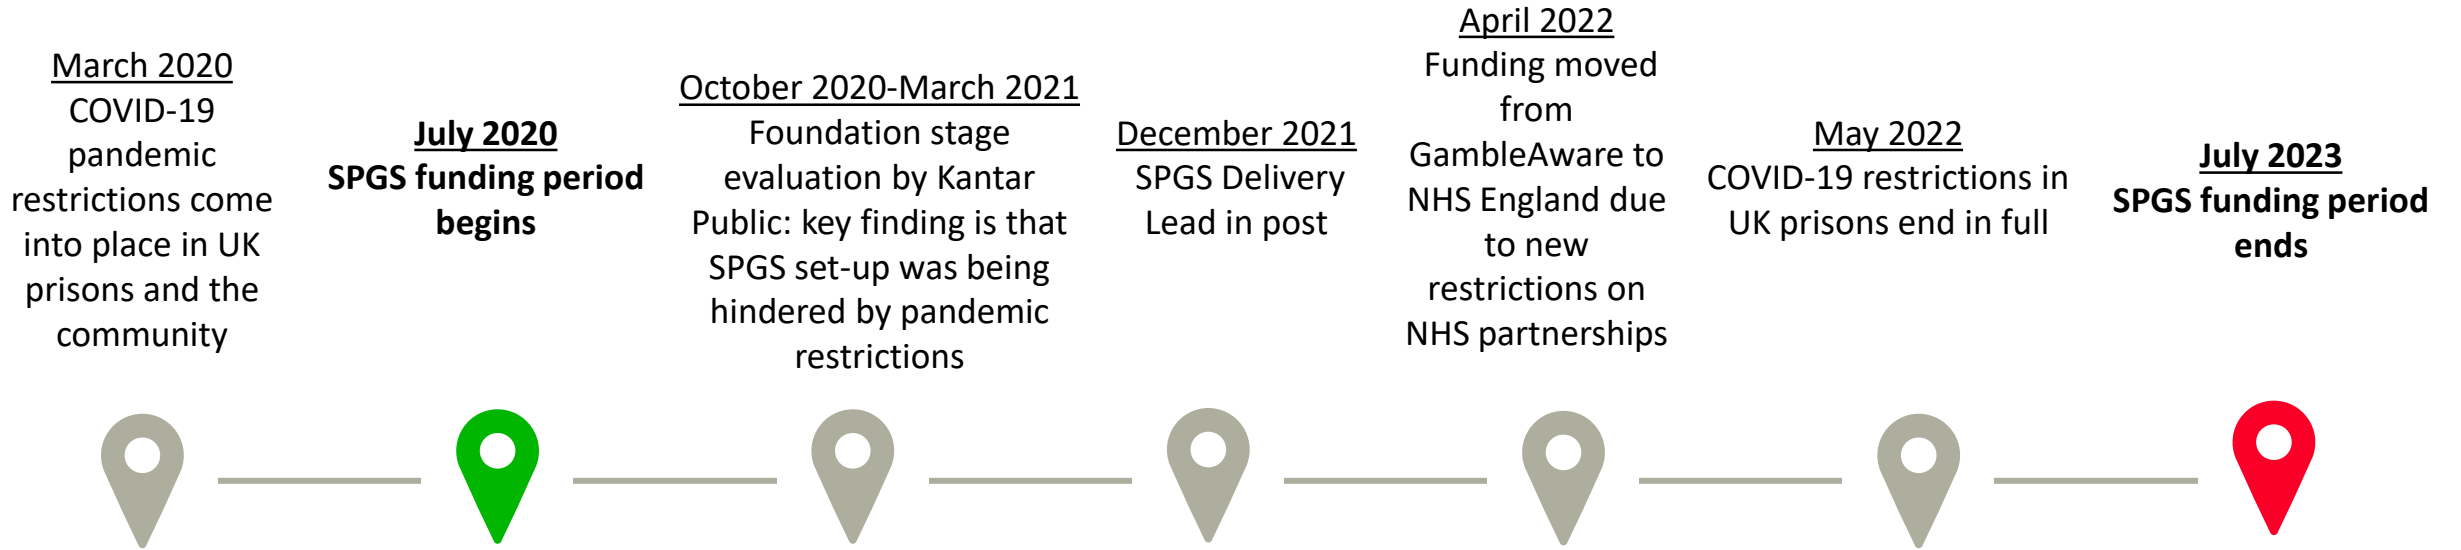 March 2020
COVID-19
pandemic
restrictions come
into place in UK
prisons and the
community
July 2020
SPGS funding period
begins
October 2020-March 2021
Foundation stage
evaluation by Kantar
Public: key finding is that
SPGS set-up was being
hindered by pandemic
restrictions
December 2021
SPGS Delivery
Lead in post
April 2022
Funding moved
from
GambleAware to
NHS England due
to new
restrictions on
NHS partnerships
May 2022
COVID-19 restrictions in
UK prisons end in full
July 2023
SPGS funding period
ends